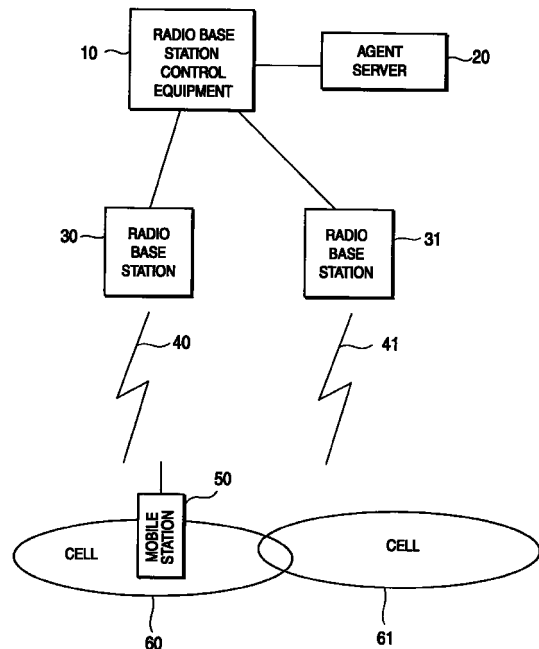 10
RADIO BASE
STATION
CONTROL
EQUIPMENT
AGENT
SERVER
20
30
RADIO
BASE
STATION
RADIO
BASE
STATION
31
40
41
50
MOBILE
STATION
CELL
CELL
60
61